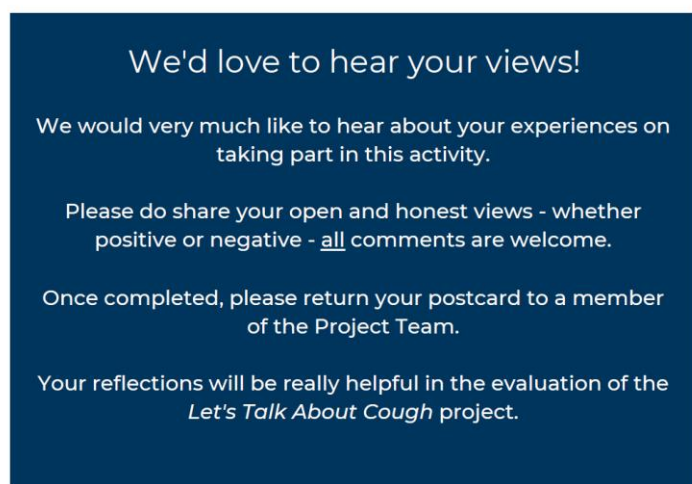 We'd love to hear your views!
We would very much like to hear about your experiences on
taking part in this activity.
Please do share your open and honest views - whether
positive or negative - all comments are welcome.
Once completed, please return your postcard to a member
of the Project Team.
Your reflections will be really helpful in the evaluation of the
Let's Talk About Cough project.